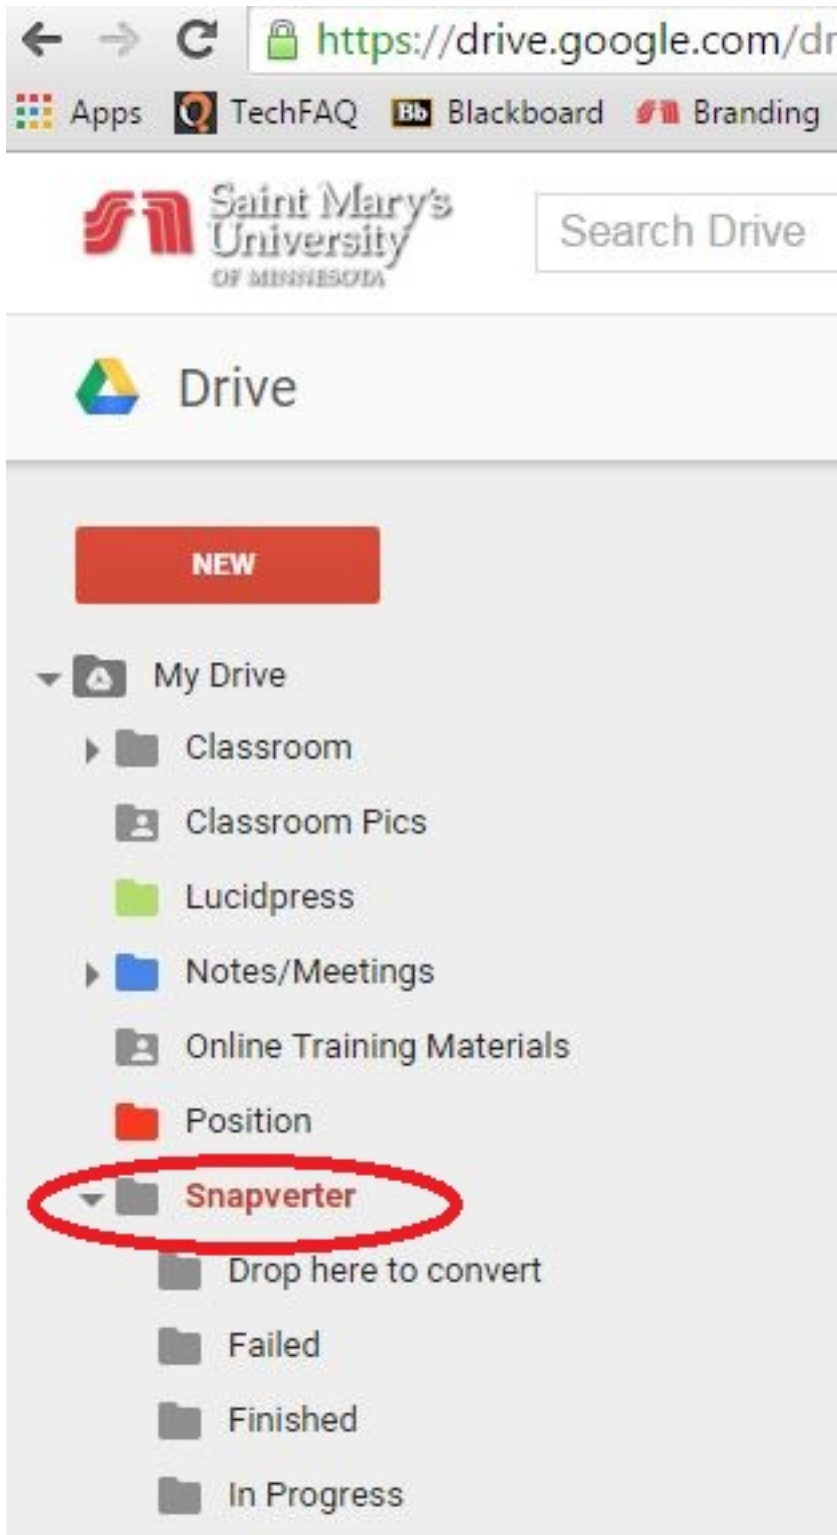 https://drive.google.com/dr
Apps TechFAQ Bb Blackboard Branding
Saint Mary's
University
OF MINNESOTA
Search Drive
Drive
NEW
My Drive
Classroom
Classroom Pics
Lucidpress
Notes/Meetings
Online Training Materials
Position
Snapverter
Drop here to convert
Failed
Finished
In Progress